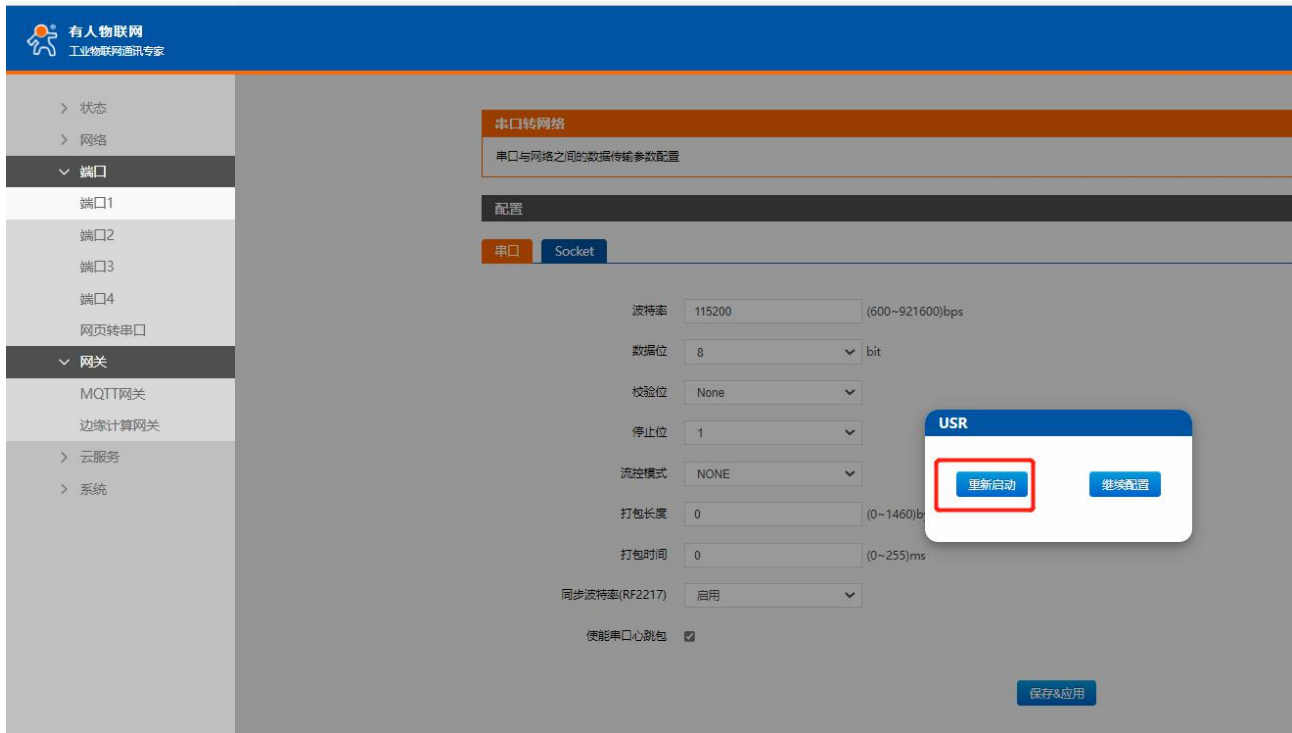 有人物联网
工业物联网通讯专家
状态
网络
端口
端口1
端口2
端口3
端口4
网页转串口
网关
MQTT网关
边缘计算网关
云服务
系统
串口转网络
串口与网络之间的数据传输参数配置
配置
串口 Socket
波特率 115200 (600~921600)bps
数据位 8 bit
校验位 None
停止位 1
流控模式 NONE
打包长度 0 (0~1460)b
打包时间 0 (0~255)ms
同步波特率(RF2217) 启用
使能串口心跳包
保存&应用
USR
重新启动 继续配置